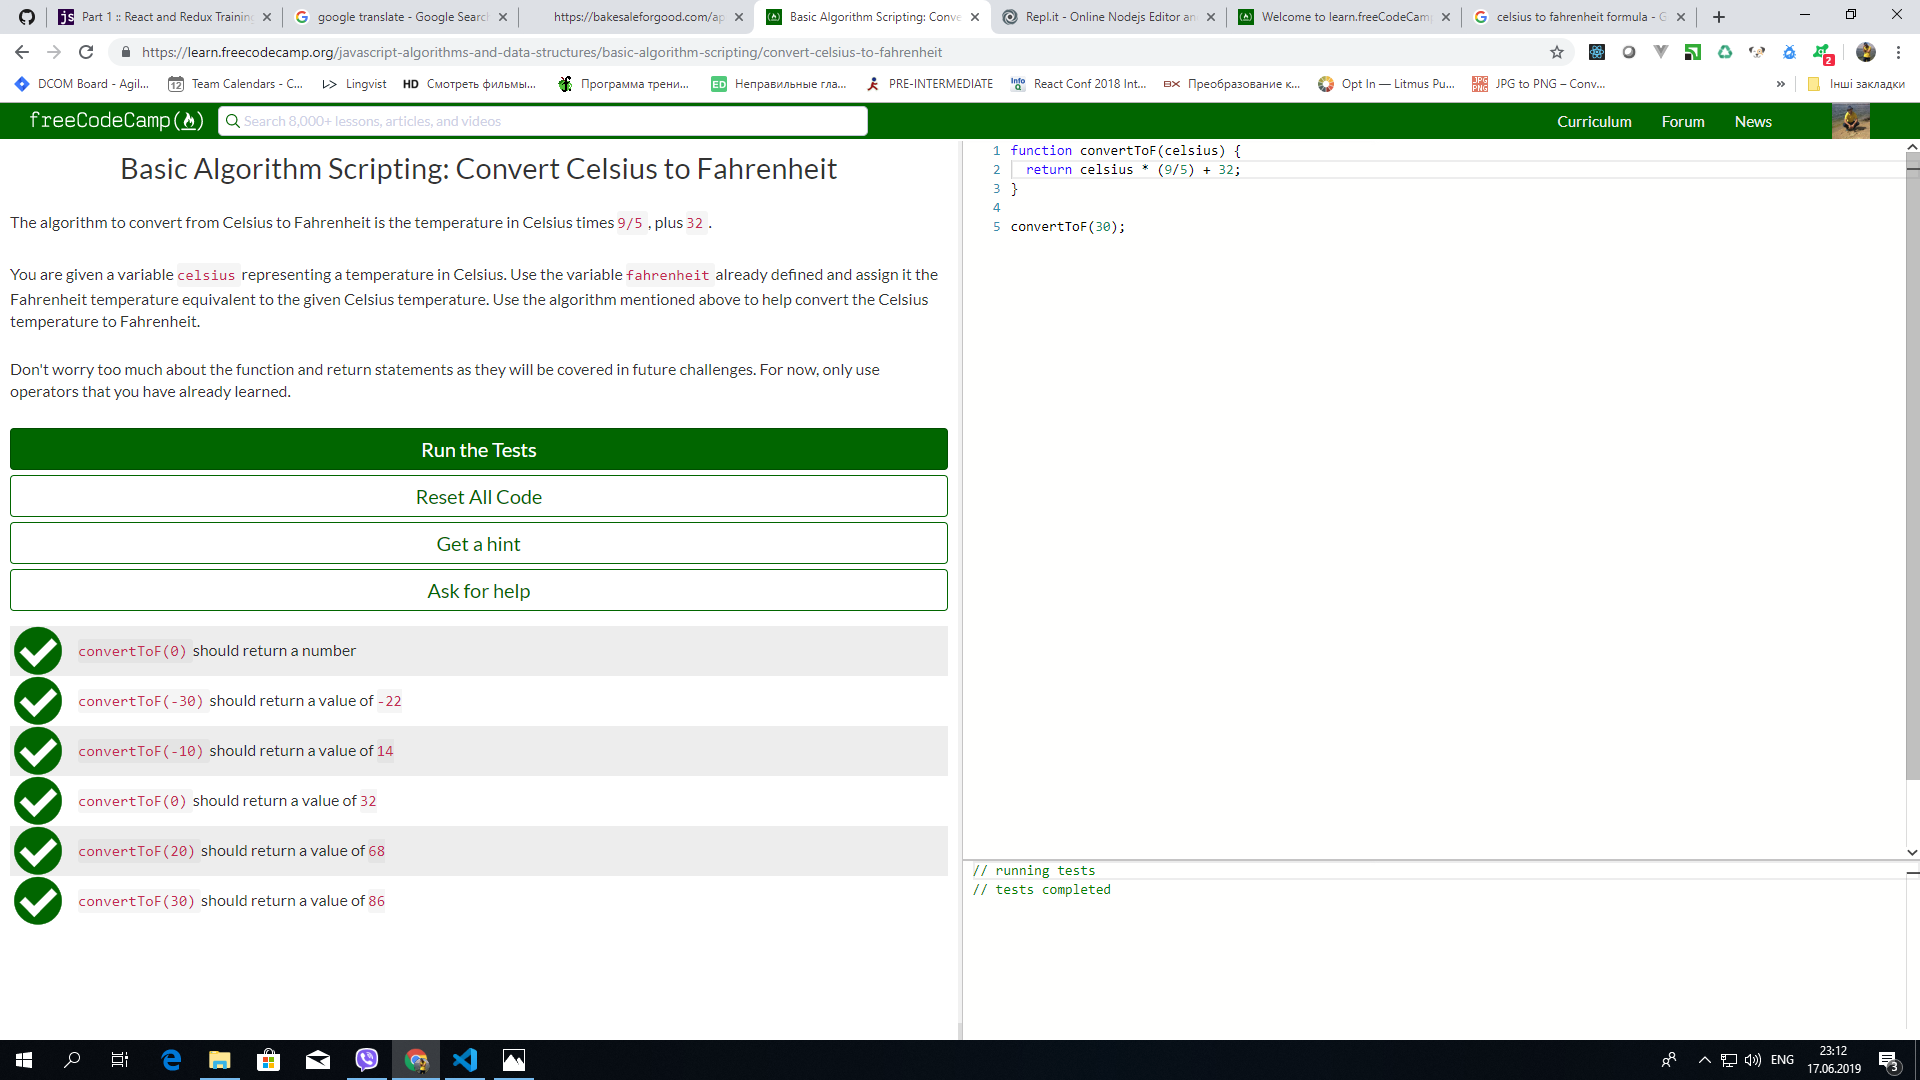 Part 1 :: React and Redux Training
google translate - Google Search
https://bakesaleforgood.com/ap
Basic Algorithm Scripting: Conve
Repl.it - Online Nodejs Editor an
Welcome to learn.freeCodeCamp
celsius to fahrenheit formula - G
https://learn.freecodecamp.org/javascript-algorithms-and-data-structures/basic-algorithm-scripting/convert-celsius-to-fahrenheit
2
DCOM Board - Agil...
12 Team Calendars - C...
Lingvist
HD Смотреть фильмы...
Программа трени...
ED Неправильные гла...
PRE-INTERMEDIATE
React Conf 2018 Int...
Преобразование к...
Opt In — Litmus Pu...
JPG to PNG – Conv...
»
Інші закладки
freeCodeCamp
Search 8,000+ lessons, articles, and videos
Curriculum
Forum
News
Basic Algorithm Scripting: Convert Celsius to Fahrenheit
The algorithm to convert from Celsius to Fahrenheit is the temperature in Celsius times 9/5 , plus 32 .
You are given a variable celsius representing a temperature in Celsius. Use the variable fahrenheit already defined and assign it the
Fahrenheit temperature equivalent to the given Celsius temperature. Use the algorithm mentioned above to help convert the Celsius
temperature to Fahrenheit.
Don't worry too much about the function and return statements as they will be covered in future challenges. For now, only use
operators that you have already learned.
Run the Tests
Reset All Code
Get a hint
Ask for help
convertToF(0) should return a number
convertToF(-30) should return a value of -22
convertToF(-10) should return a value of 14
convertToF(0) should return a value of 32
convertToF(20) should return a value of 68
convertToF(30) should return a value of 86
1 function convertToF(celsius) {
2 return celsius * (9/5) + 32;
3 }
4
5 convertToF(30);
// running tests
// tests completed
ENG
23:12
17.06.2019
3